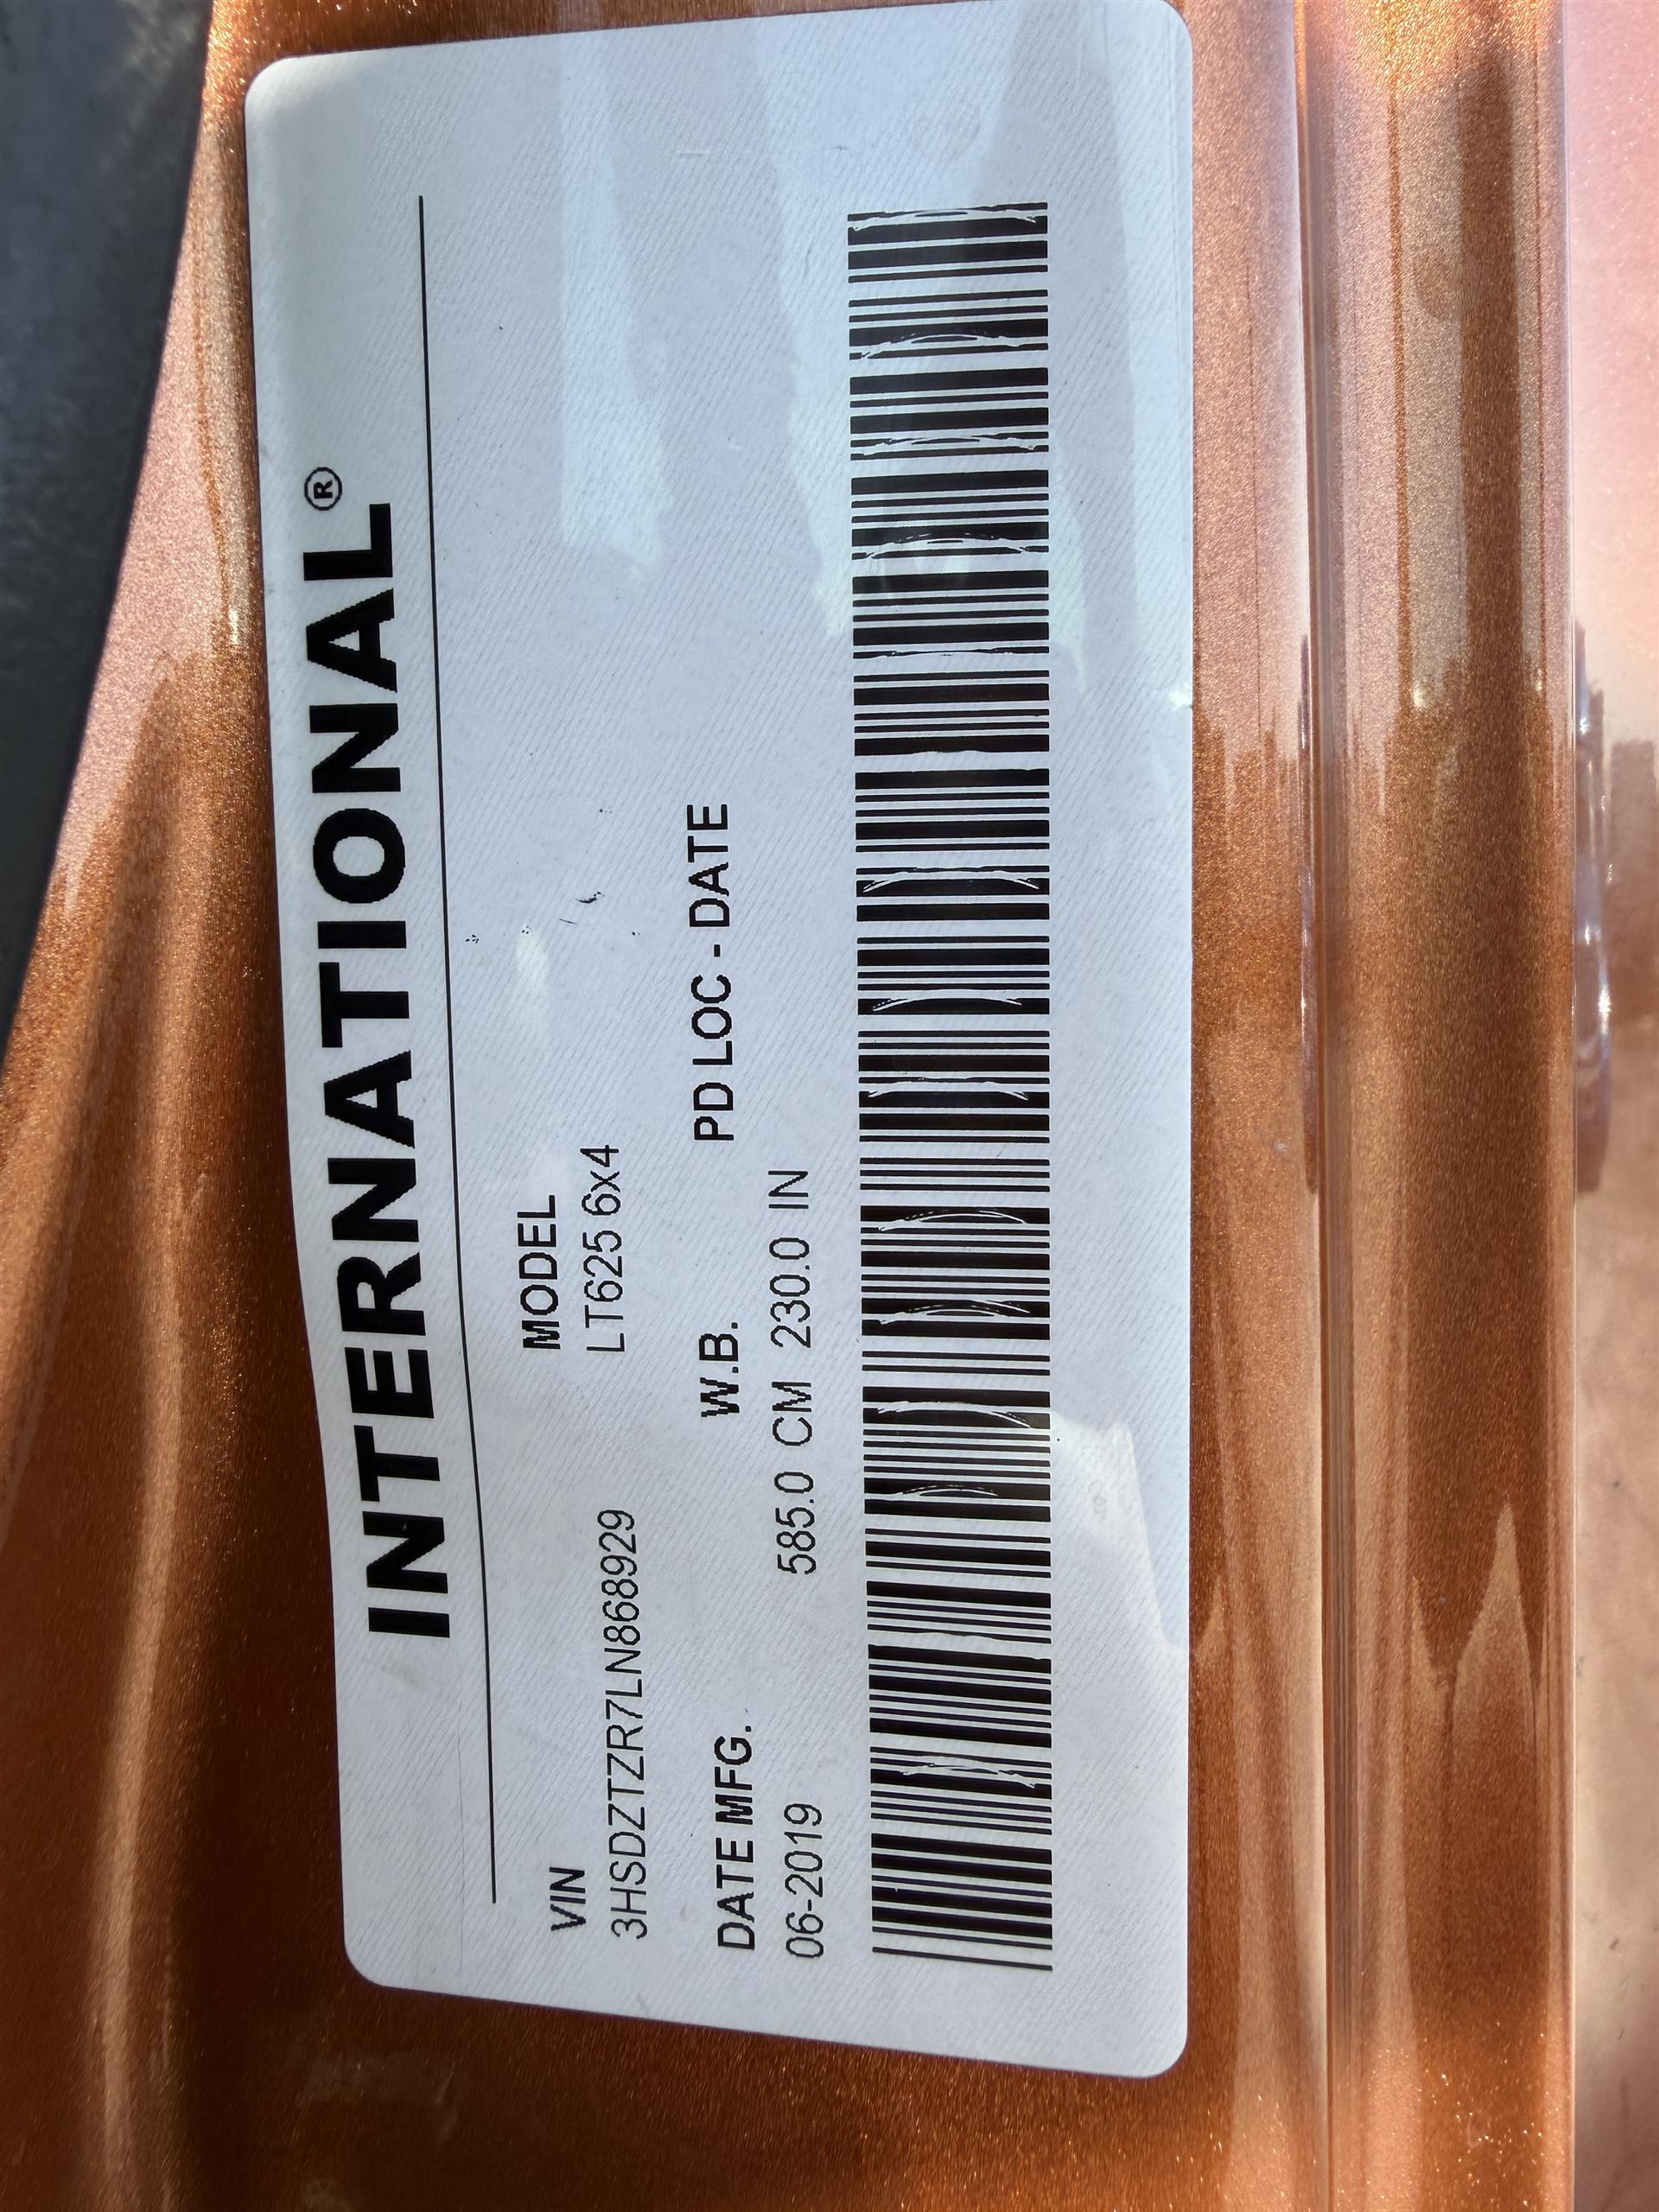 INTERNATIONAL®
VIN MODEL
3HSDZTZR7LN868929 LT625 6x4
DATE MFG. W.B. PD LOC - DATE
06-2019 585.0 CM 230.0 IN